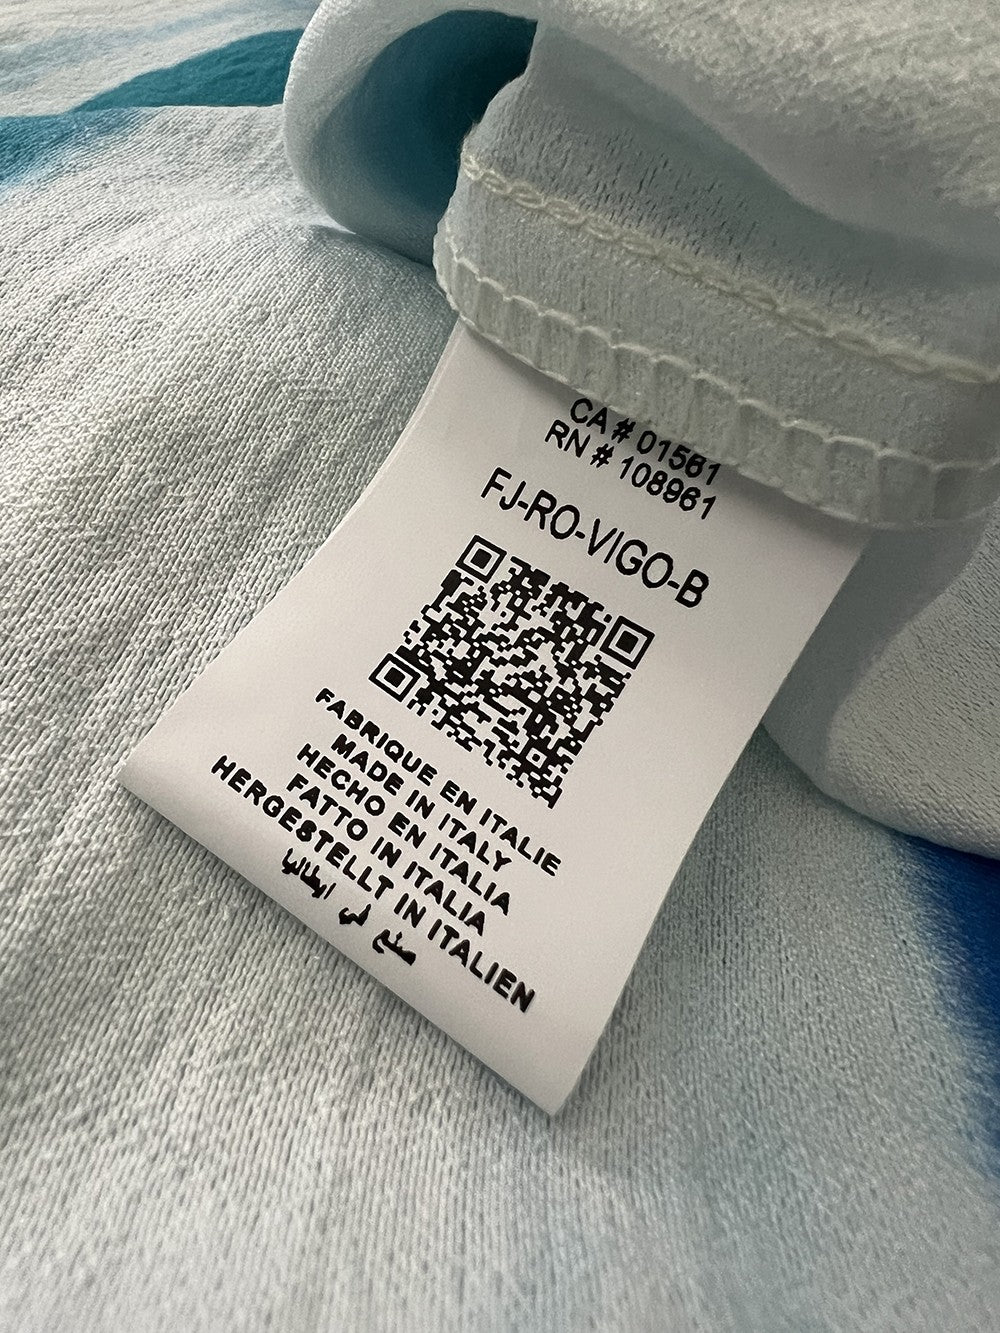 CA # 01561
RN # 108961
FJ-RO-VIGO-B
FABRIQUE EN ITALIE
MADE IN ITALY
HECHO EN ITALIA
FATTO IN ITALIA
HERGESTELLT IN ITALIEN
صنع في ايطاليا